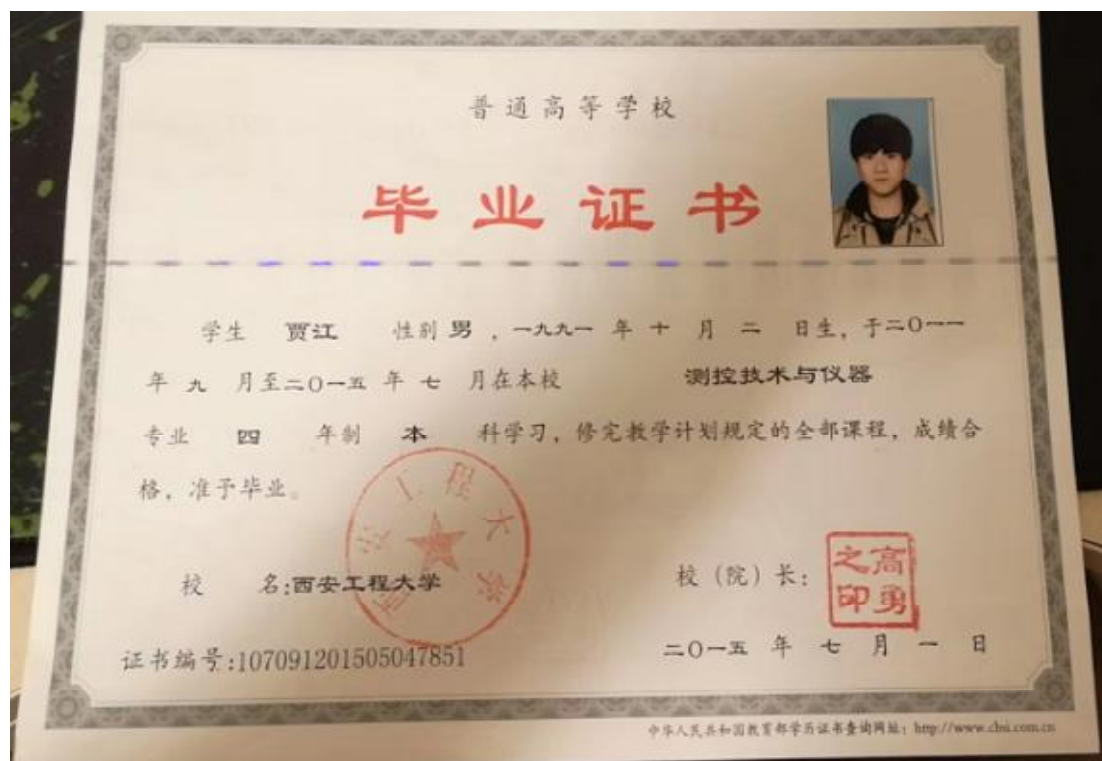 普通高等学校
毕业证书
学生 贾江 性别 男 ，一九九一 年 十 月 二 日生，于二〇一一
年 九 月至二〇一五 年 七 月在本校 测控技术与仪器
专业 四 年制 本 科学习，修完教学计划规定的全部课程，成绩合
格，准予毕业。
西安工程大学
校 名:西安工程大学
校（院）长：
高勇之印
证书编号:107091201505047851
二〇一五 年 七 月 一 日
中华人民共和国教育部学历证书查询网址：http://www.chsi.com.cn